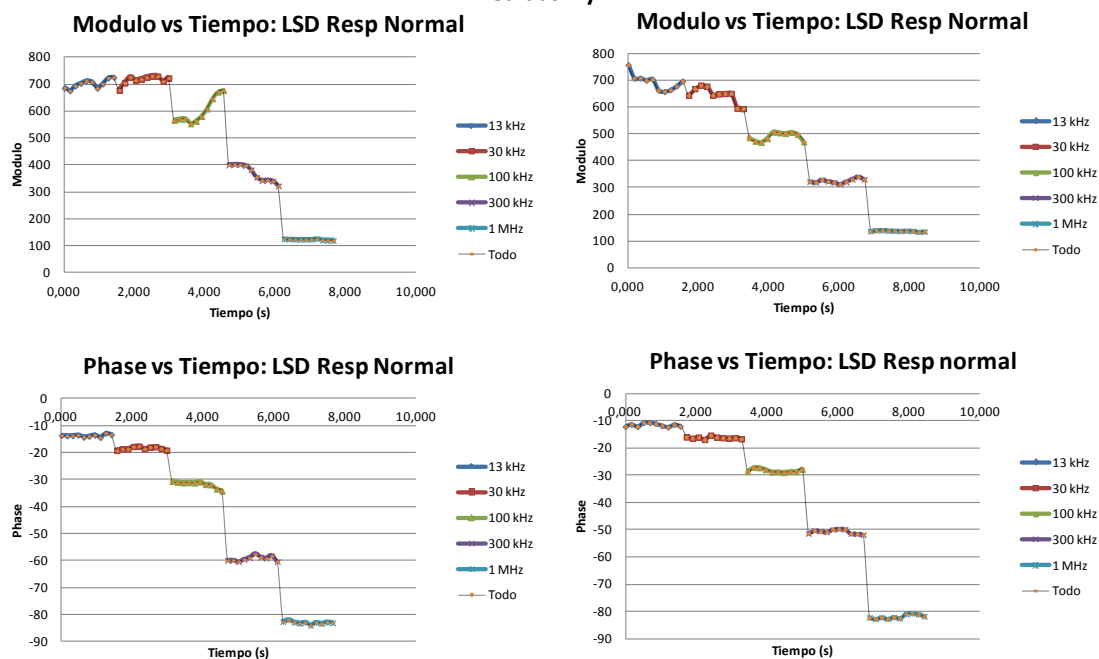 Modulo vs Tiempo: LSD Resp Normal
800
700
600
500
400
300
200
100
0
0,000 2,000 4,000 6,000 8,000 10,000
Modulo
Tiempo (s)
13 kHz
30 kHz
100 kHz
300 kHz
1 MHz
Todo
Modulo vs Tiempo: LSD Resp Normal
800
700
600
500
400
300
200
100
0
0,000 2,000 4,000 6,000 8,000 10,000
Modulo
Tiempo (s)
13 kHz
30 kHz
100 kHz
300 kHz
1 MHz
Todo
Phase vs Tiempo: LSD Resp Normal
0
-10
-20
-30
-40
-50
-60
-70
-80
-90
0,000 2,000 4,000 6,000 8,000 10,000
Phase
Tiempo (s)
13 kHz
30 kHz
100 kHz
300 kHz
1 MHz
Todo
Phase vs Tiempo: LSD Resp normal
0
-10
-20
-30
-40
-50
-60
-70
-80
-90
0,000 2,000 4,000 6,000 8,000 10,000
Phase
Tiempo (s)
13 kHz
30 kHz
100 kHz
300 kHz
1 MHz
Todo